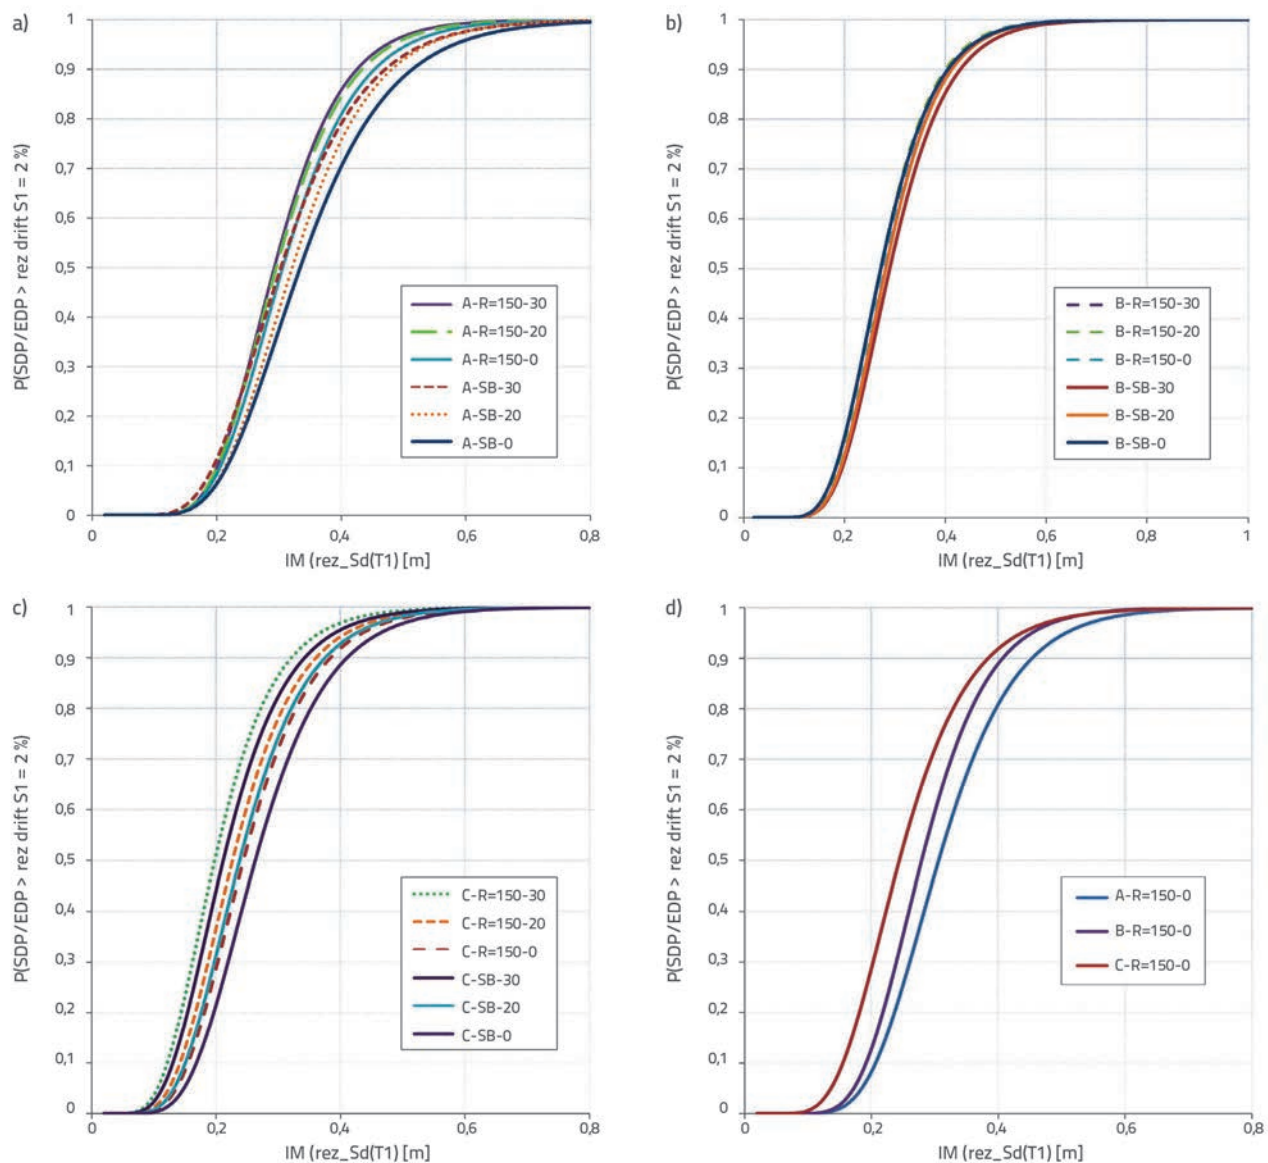 a)
P(SDP/EDP > rez drift S1 = 2 %)
1
0,9
0,8
0,7
0,6
0,5
0,4
0,3
0,2
0,1
0
0 0,2 0,4 0,6 0,8
IM (rez_Sd(T1) [m]
A-R=150-30
A-R=150-20
A-R=150-0
A-SB-30
A-SB-20
A-SB-0
b)
P(SDP/EDP > rez drift S1 = 2 %)
1
0,9
0,8
0,7
0,6
0,5
0,4
0,3
0,2
0,1
0
0 0,2 0,4 0,6 0,8 1
IM (rez_Sd(T1) [m]
B-R=150-30
B-R=150-20
B-R=150-0
B-SB-30
B-SB-20
B-SB-0
c)
P(SDP/EDP > rez drift S1 = 2 %)
1
0,9
0,8
0,7
0,6
0,5
0,4
0,3
0,2
0,1
0
0 0,2 0,4 0,6 0,8
IM (rez_Sd(T1) [m]
C-R=150-30
C-R=150-20
C-R=150-0
C-SB-30
C-SB-20
C-SB-0
d)
P(SDP/EDP > rez drift S1 = 2 %)
1
0,9
0,8
0,7
0,6
0,5
0,4
0,3
0,2
0,1
0
0 0,2 0,4 0,6 0,8
IM (rez_Sd(T1) [m]
A-R=150-0
B-R=150-0
C-R=150-0